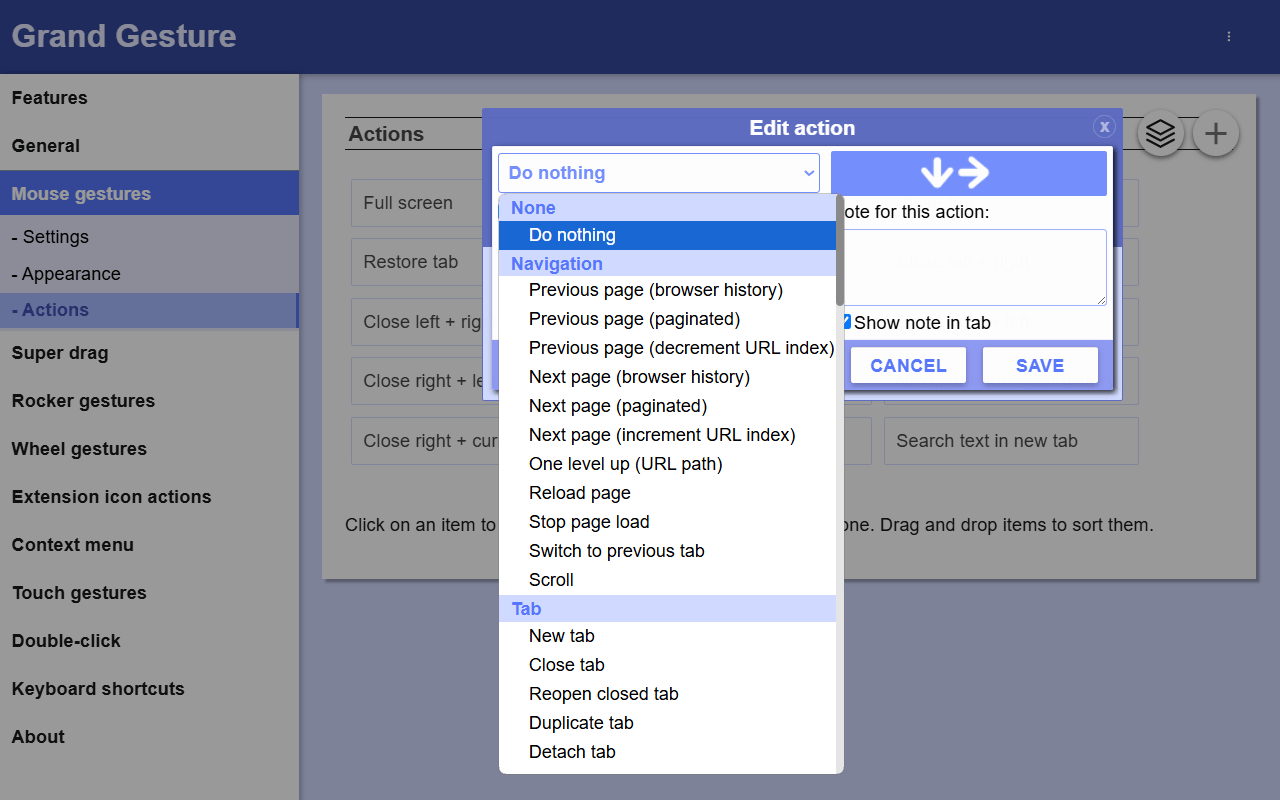 Grand Gesture
Features
General
Mouse gestures
- Settings
- Appearance
- Actions
Super drag
Rocker gestures
Wheel gestures
Extension icon actions
Context menu
Touch gestures
Double-click
Keyboard shortcuts
About
Actions
Full screen
Restore tab
Close left + rig
Close right + le
Close right + cur
Search text in new tab
Click on an item to
one. Drag and drop items to sort them.
Edit action
x
Do nothing
ote for this action:
Show note in tab
CANCEL
SAVE
None
Do nothing
Navigation
Previous page (browser history)
Previous page (paginated)
Previous page (decrement URL index)
Next page (browser history)
Next page (paginated)
Next page (increment URL index)
One level up (URL path)
Reload page
Stop page load
Switch to previous tab
Scroll
Tab
New tab
Close tab
Reopen closed tab
Duplicate tab
Detach tab